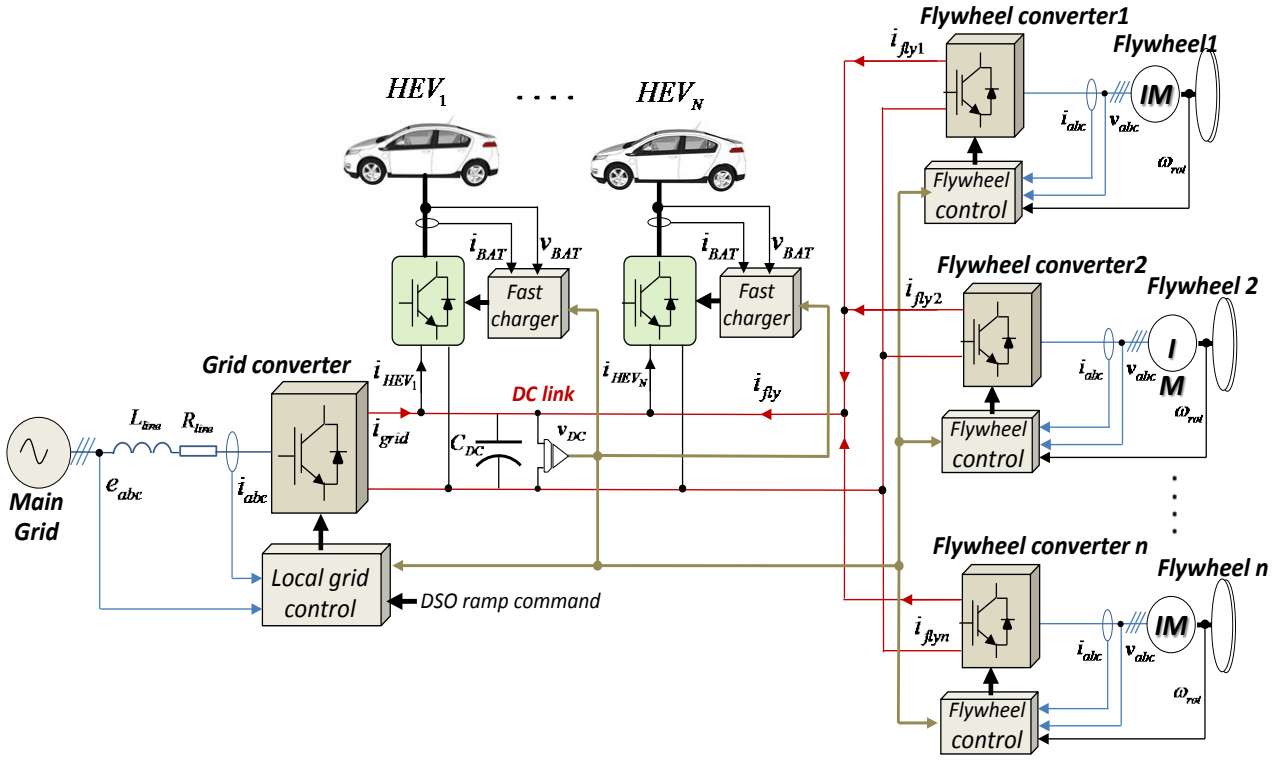 Flywheel converter1
i_fly1
Flywheel1
IM
i_abc
v_abc
ω_rot
Flywheel
control
HEV_1
. . . .
HEV_N
i_BAT
v_BAT
Fast
charger
i_BAT
v_BAT
Fast
charger
Flywheel converter2
i_fly2
Flywheel 2
I
M
i_abc
v_abc
ω_rot
Flywheel
control
Grid converter
i_HEV_1
DC link
i_HEV_N
i_fly
L_line
R_line
i_grid
C_DC
v_DC
Main
Grid
e_abc
i_abc
Local grid
control
DSO ramp command
Flywheel converter n
Flywheel n
i_flyn
IM
i_abc
v_abc
ω_rot
Flywheel
control